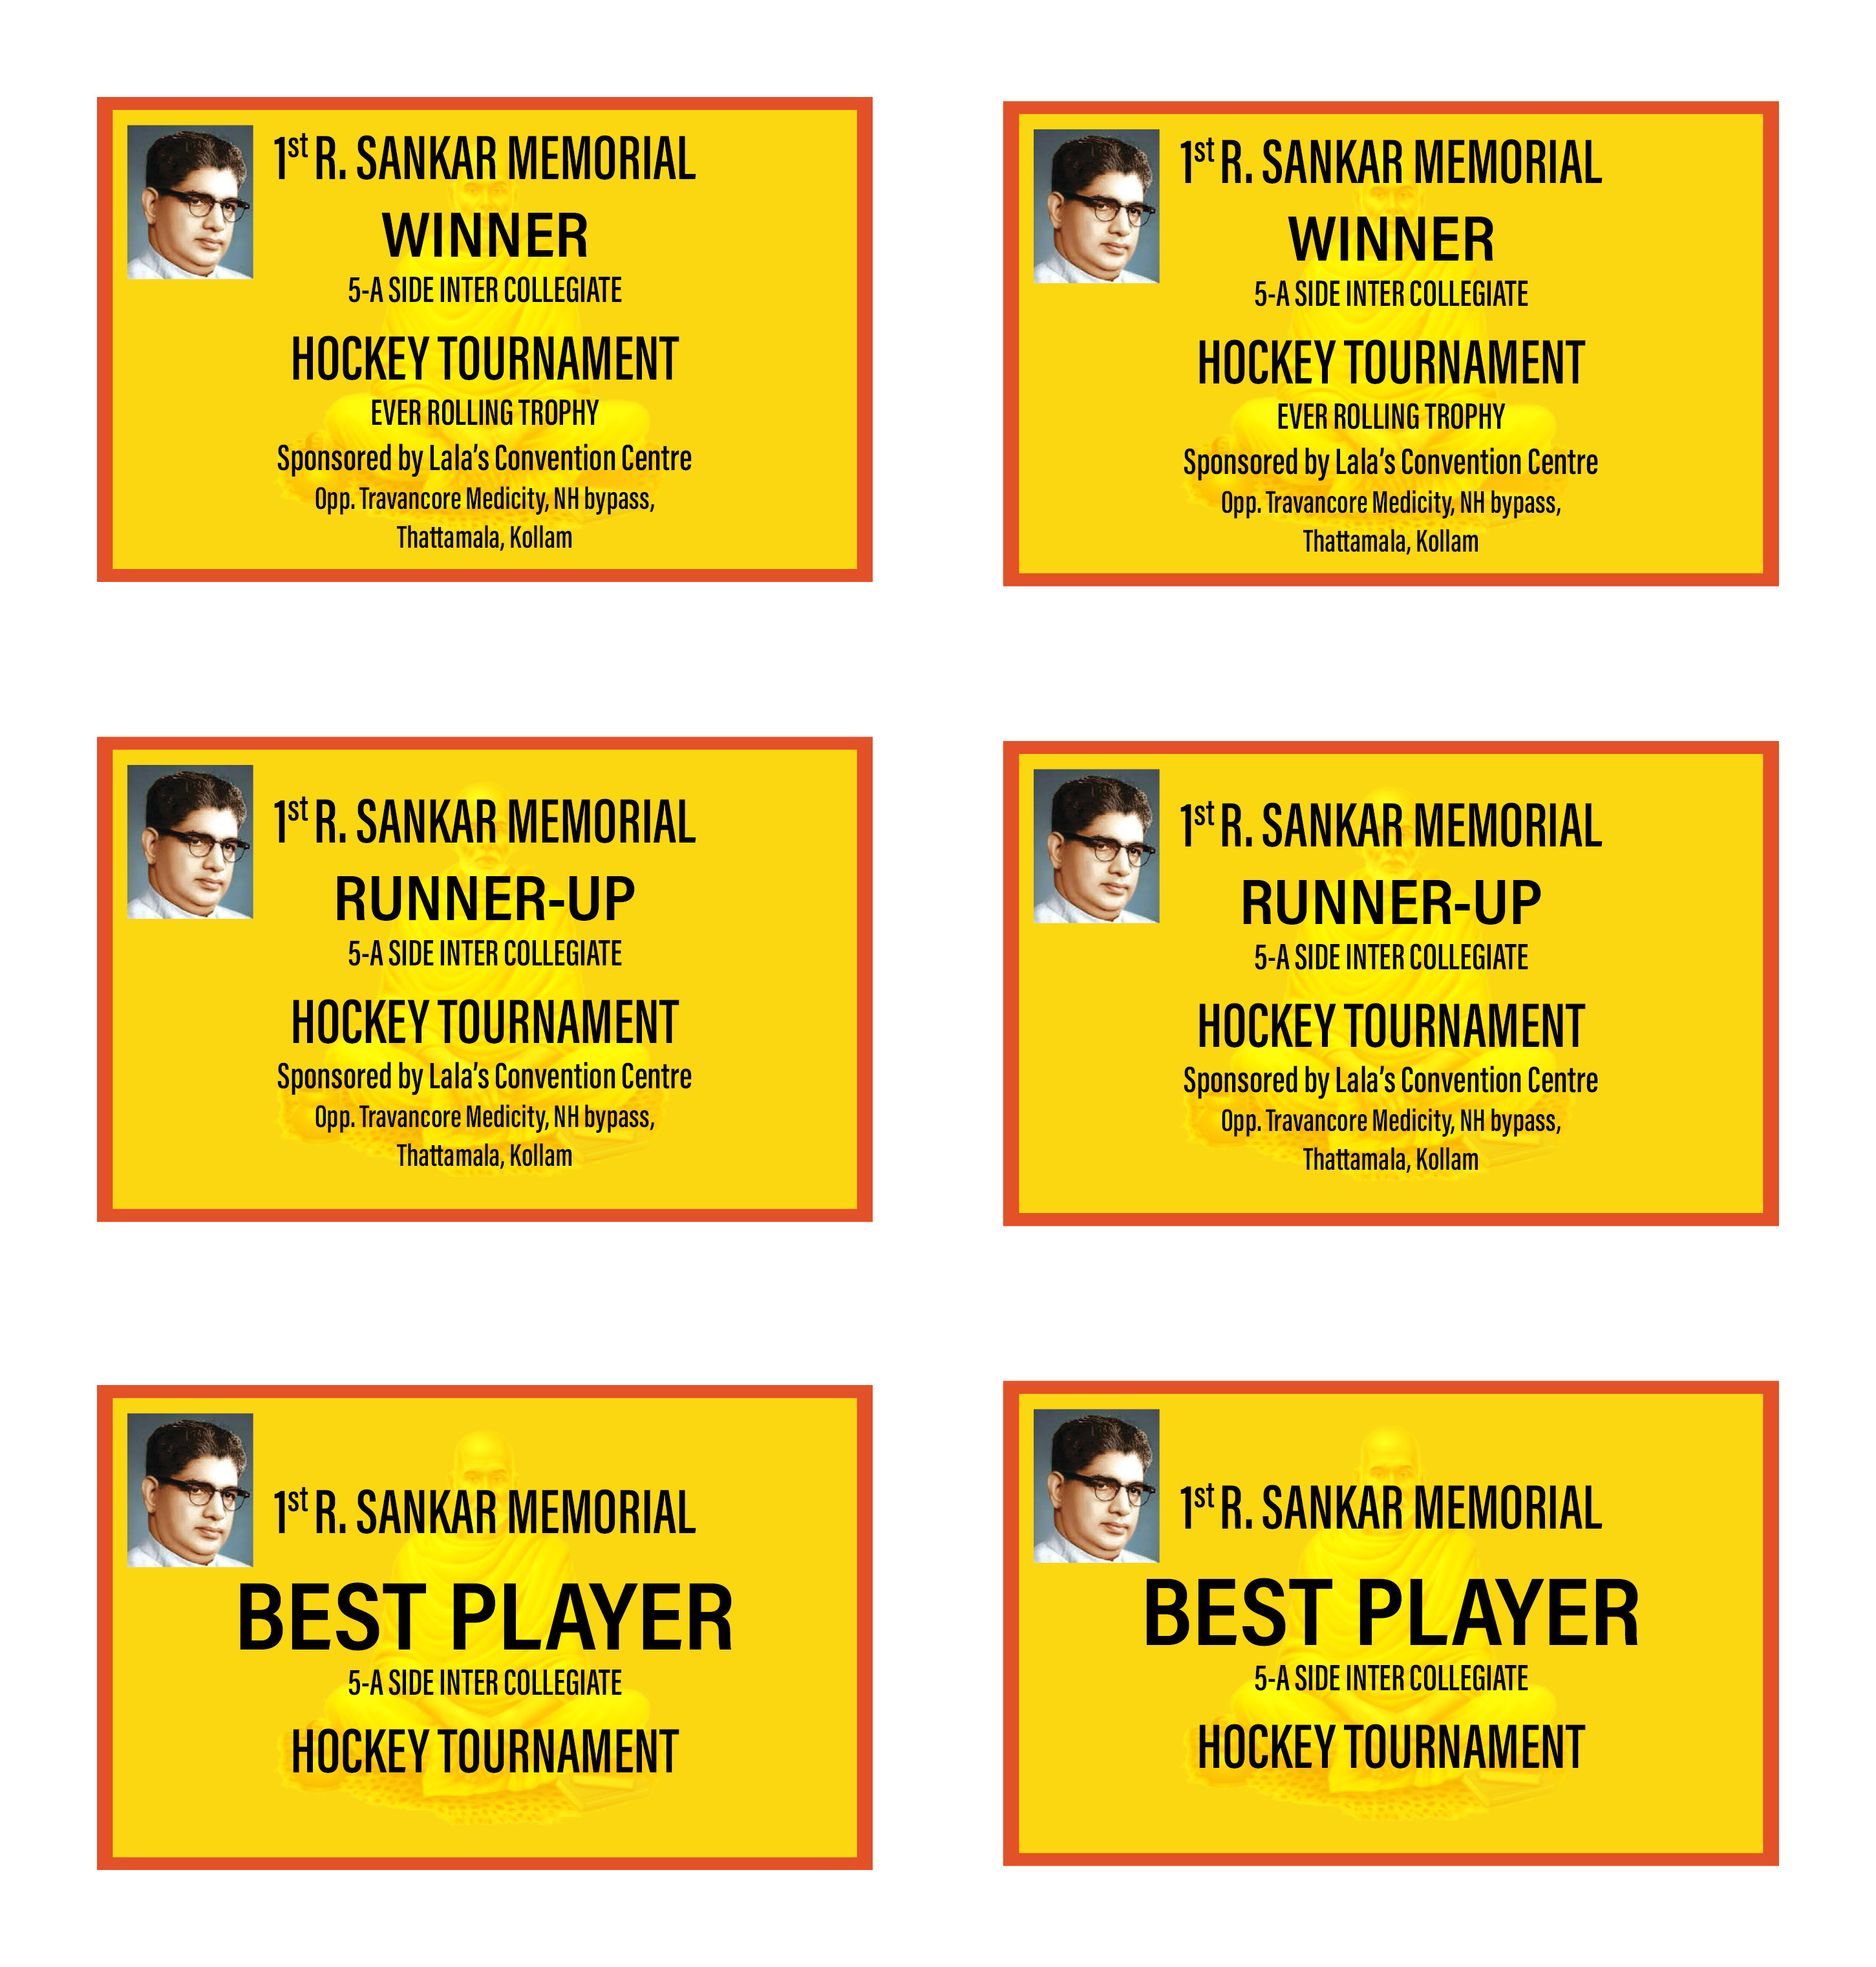 1st R. SANKAR MEMORIAL
WINNER
5-A SIDE INTER COLLEGIATE
HOCKEY TOURNAMENT
EVER ROLLING TROPHY
Sponsored by Lala’s Convention Centre
Opp. Travancore Medicity, NH bypass,
Thattamala, Kollam
1st R. SANKAR MEMORIAL
WINNER
5-A SIDE INTER COLLEGIATE
HOCKEY TOURNAMENT
EVER ROLLING TROPHY
Sponsored by Lala’s Convention Centre
Opp. Travancore Medicity, NH bypass,
Thattamala, Kollam
1st R. SANKAR MEMORIAL
RUNNER-UP
5-A SIDE INTER COLLEGIATE
HOCKEY TOURNAMENT
Sponsored by Lala’s Convention Centre
Opp. Travancore Medicity, NH bypass,
Thattamala, Kollam
1st R. SANKAR MEMORIAL
RUNNER-UP
5-A SIDE INTER COLLEGIATE
HOCKEY TOURNAMENT
Sponsored by Lala’s Convention Centre
Opp. Travancore Medicity, NH bypass,
Thattamala, Kollam
1st R. SANKAR MEMORIAL
BEST PLAYER
5-A SIDE INTER COLLEGIATE
HOCKEY TOURNAMENT
1st R. SANKAR MEMORIAL
BEST PLAYER
5-A SIDE INTER COLLEGIATE
HOCKEY TOURNAMENT